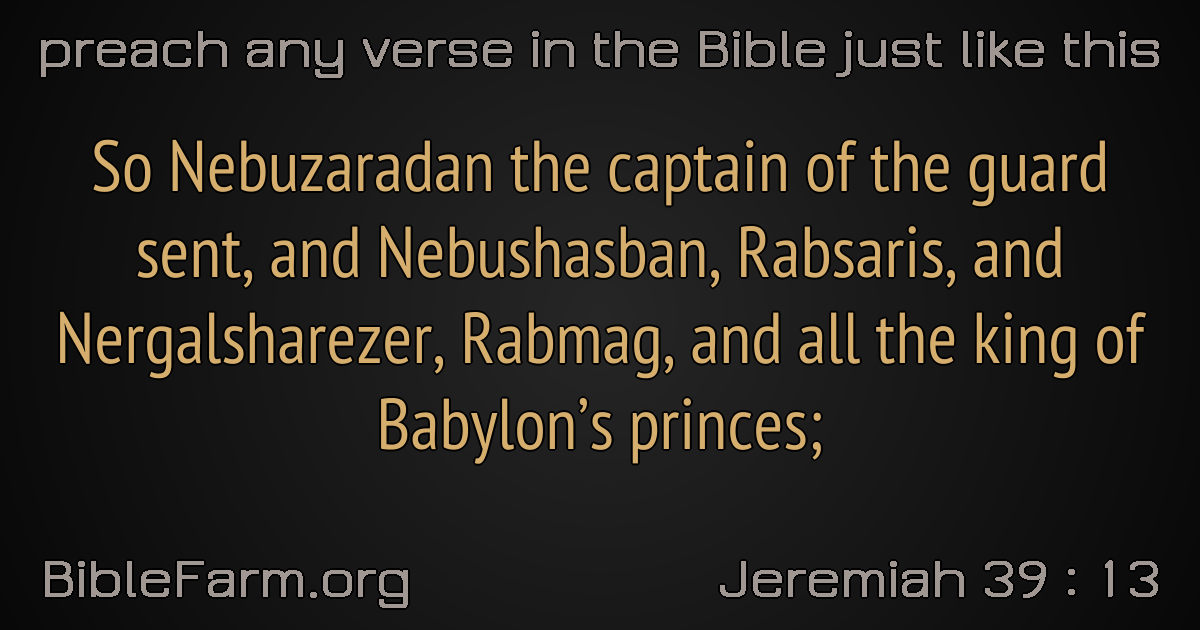 preach any verse in the Bible just like this
So Nebuzaradan the captain of the guard
sent, and Nebushasban, Rabsaris, and
Nergalsharezer, Rabmag, and all the king of
Babylon’s princes;
BibleFarm.org
Jeremiah 39 : 13